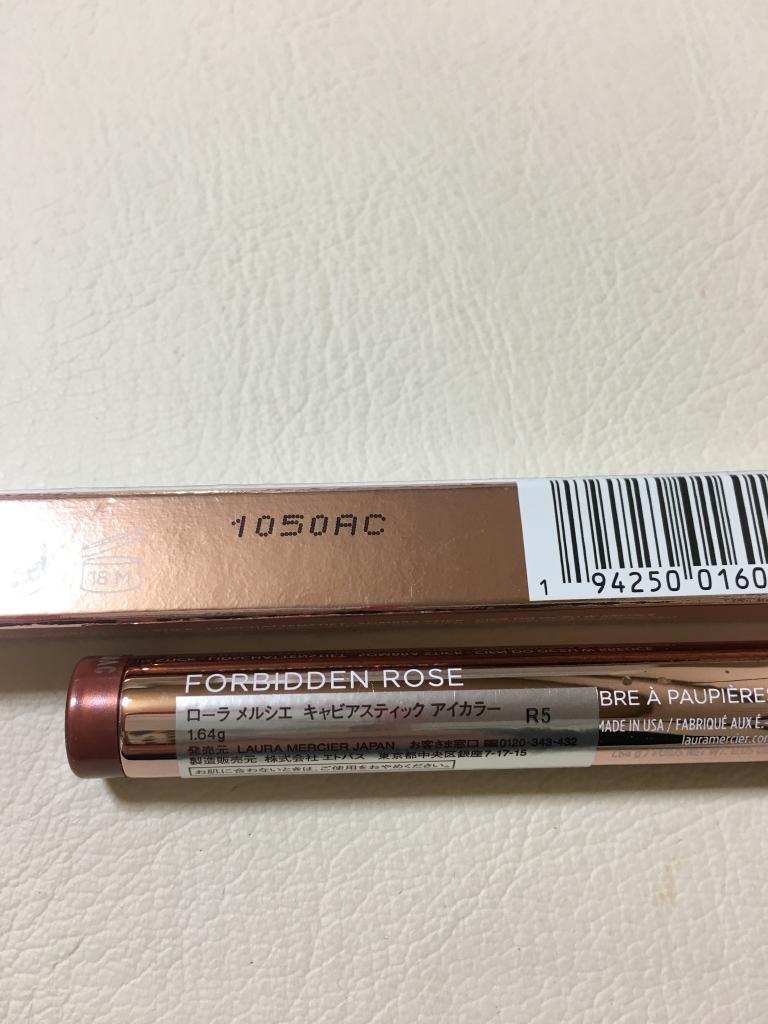 1050AC
18 M
1 94250 0160
FORBIDDEN ROSE
ローラ メルシエ キャビアスティック アイカラー R5
1.64g
発売元 LAURA MERCIER JAPAN お客さま窓口 0120-343-432
製造販売元 株式会社 エトバス 東京都中央区銀座7-17-15
お肌に合わないときは、ご使用をおやめください。
BRE À PAUPIÈRES
MADE IN USA / FABRIQUÉ AUX É.
lauramercier.com